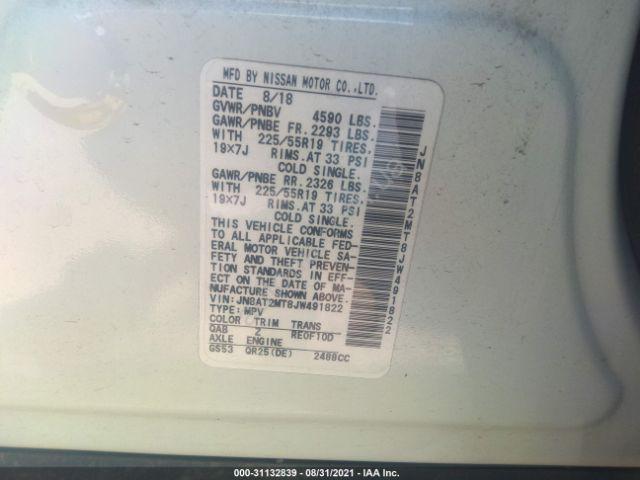 MFD BY NISSAN MOTOR CO.,LTD.
DATE 8/18
GVWR/PNBV 4590 LBS.
GAWR/PNBE FR. 2293 LBS.
WITH 225/55R19 TIRES.
19X7J RIMS.AT 33 PSI
COLD SINGLE.
GAWR/PNBE RR. 2326 LBS.
WITH 225/55R19 TIRES.
19X7J RIMS.AT 33 PSI
COLD SINGLE.
THIS VEHICLE CONFORMS
TO ALL APPLICABLE FED-
ERAL MOTOR VEHICLE SA-
FETY AND THEFT PREVEN-
TION STANDARDS IN EFF-
ECT ON THE DATE OF MA-
NUFACTURE SHOWN ABOVE.
VIN: JN8AT2MT8JW491822
TYPE: MPV
COLOR TRIM TRANS
QAB Z RE0F10D
AXLE ENGINE
GS53 QR25(DE) 2488CC
JN8AT2MT8JW491822
000-31132839 - 08/31/2021 - IAA Inc.